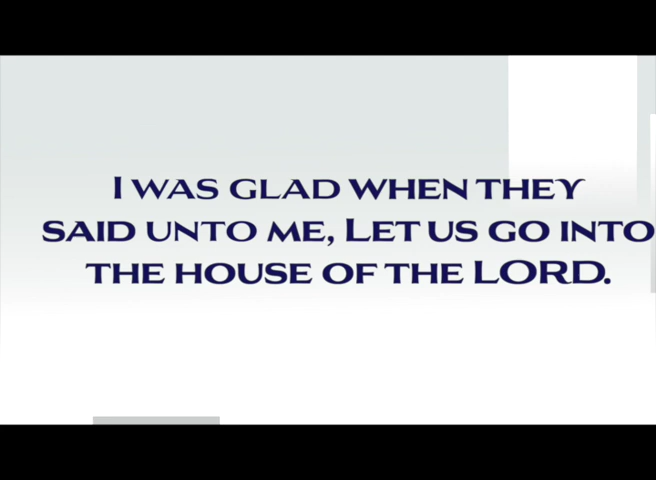 I WAS GLAD WHEN THEY
SAID UNTO ME, LET US GO INTO
THE HOUSE OF THE LORD.